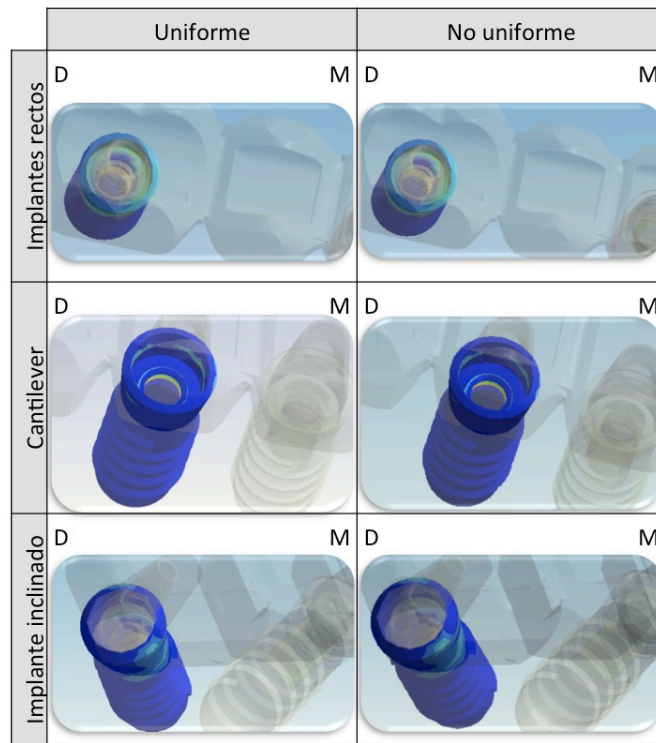 Uniforme
No uniforme
Implantes rectos
D M
D M
Cantilever
D M
D M
Implante inclinado
D M
D M